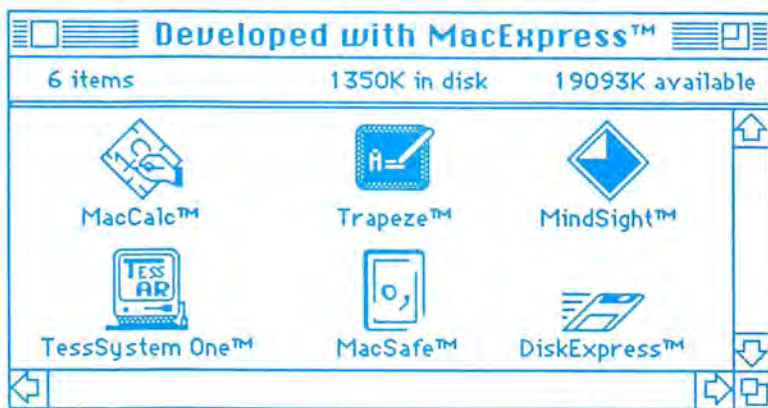 Developed with MacExpress™
6 items 1350K in disk 19093K available
A=
MacCalc™ Trapeze™ MindSight™
TESS
AR
TessSystem One™ MacSafe™ DiskExpress™